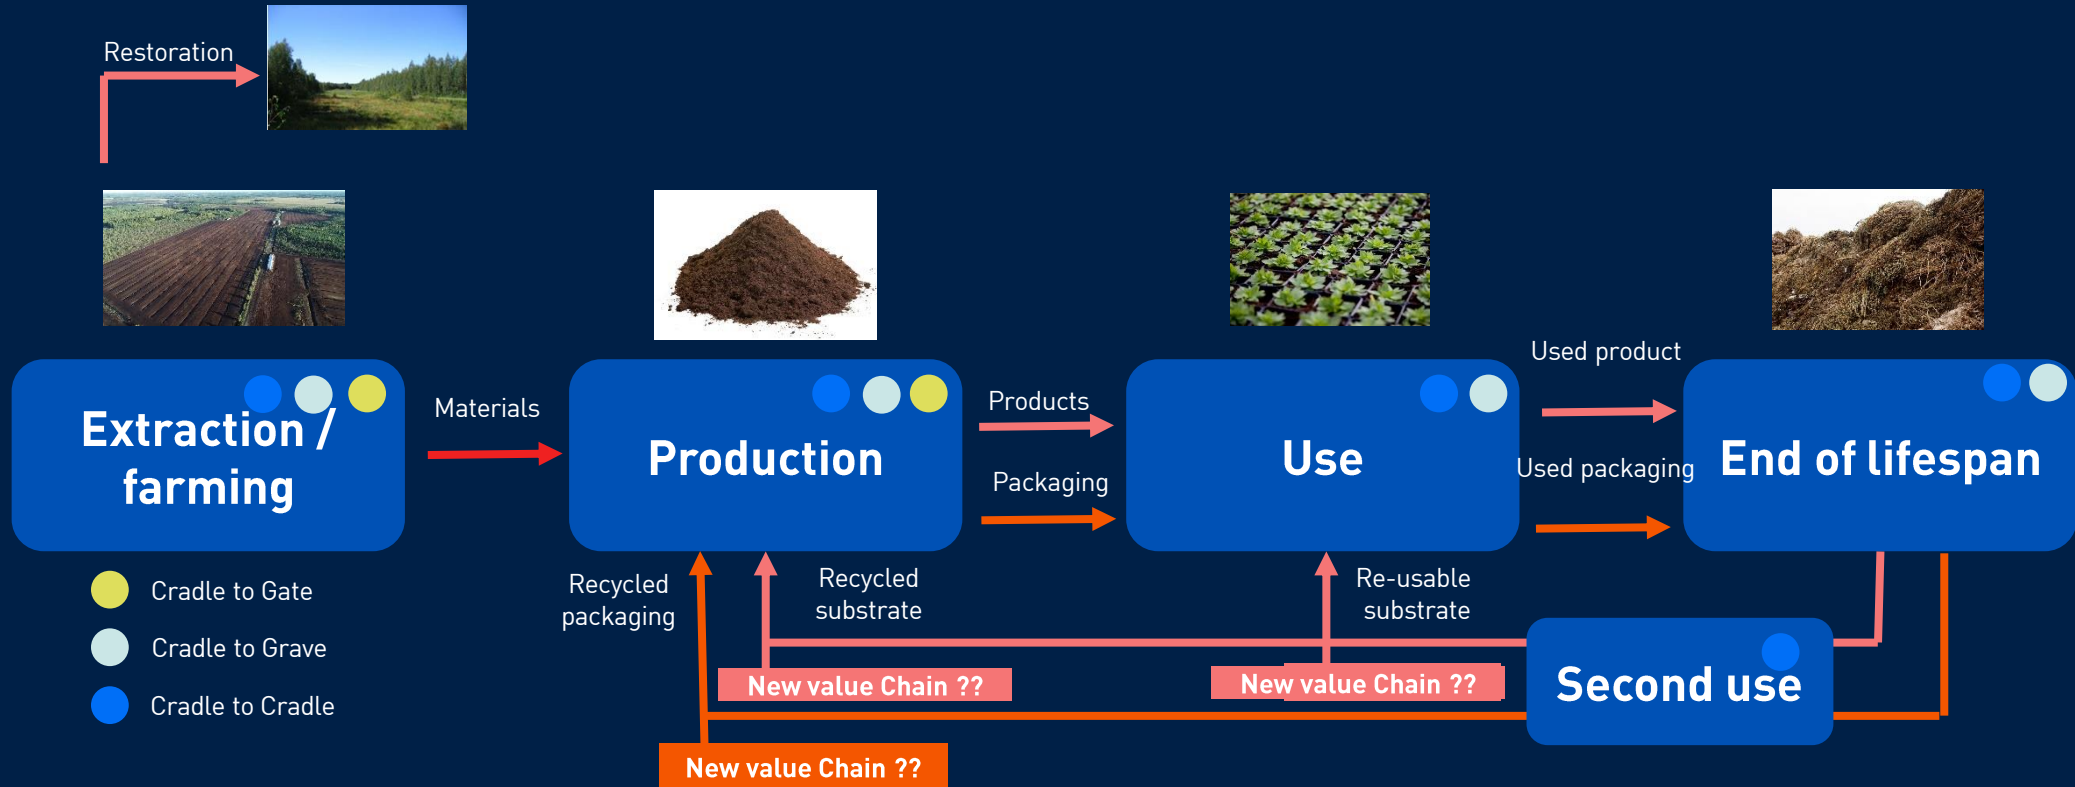 Restoration
Extraction /
farming
Materials
Production
Products
Packaging
Use
Used product
Used packaging
End of lifespan
Cradle to Gate
Cradle to Grave
Cradle to Cradle
Recycled
packaging
Recycled
substrate
Re-usable
substrate
New value Chain ??
New value Chain ??
Second use
New value Chain ??